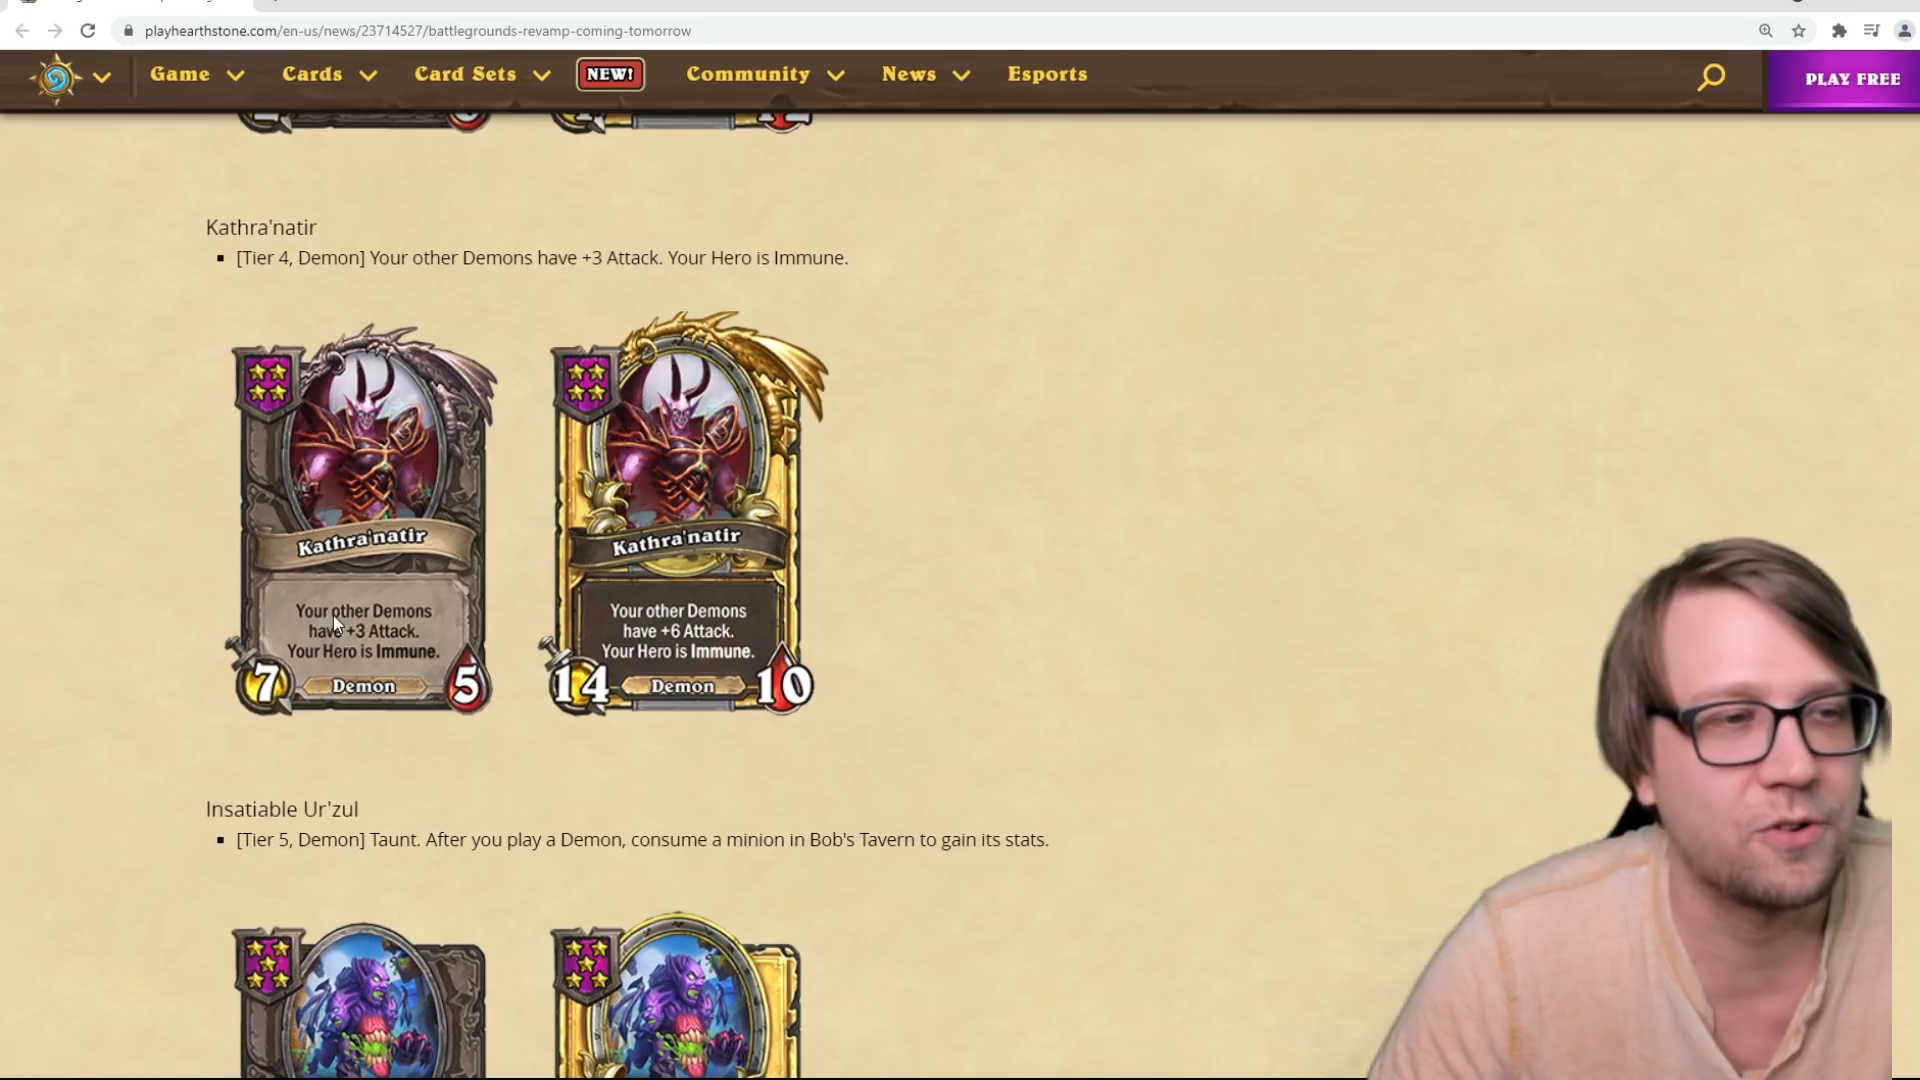 playhearthstone.com/en-us/news/23714527/battlegrounds-revamp-coming-tomorrow
Game
Cards
Card Sets
NEW!
Community
News
Esports
PLAY FREE
Kathra'natir
▪ [Tier 4, Demon] Your other Demons have +3 Attack. Your Hero is Immune.
Kathra'natir
Your other Demons
have +3 Attack.
Your Hero is Immune.
7
Demon
5
Kathra'natir
Your other Demons
have +6 Attack.
Your Hero is Immune.
14
Demon
10
Insatiable Ur'zul
▪ [Tier 5, Demon] Taunt. After you play a Demon, consume a minion in Bob's Tavern to gain its stats.